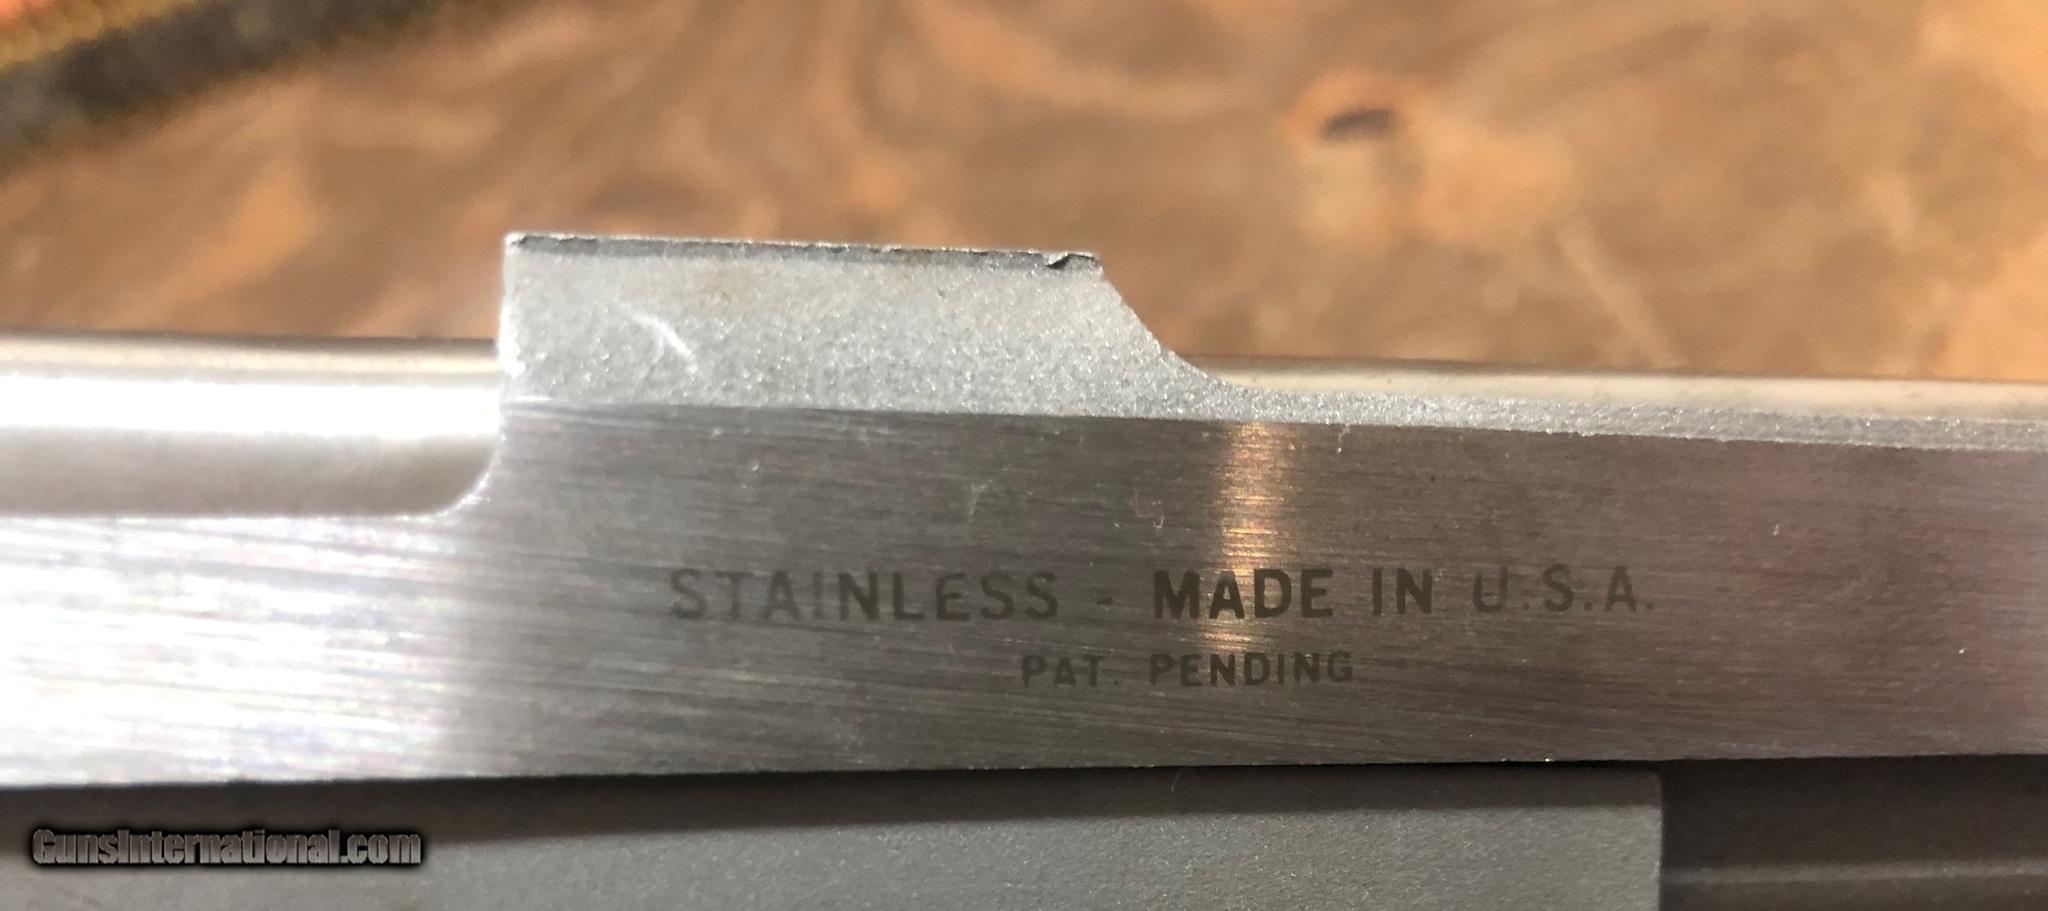 STAINLESS - MADE IN U.S.A.
PAT. PENDING
GunsInternational.com